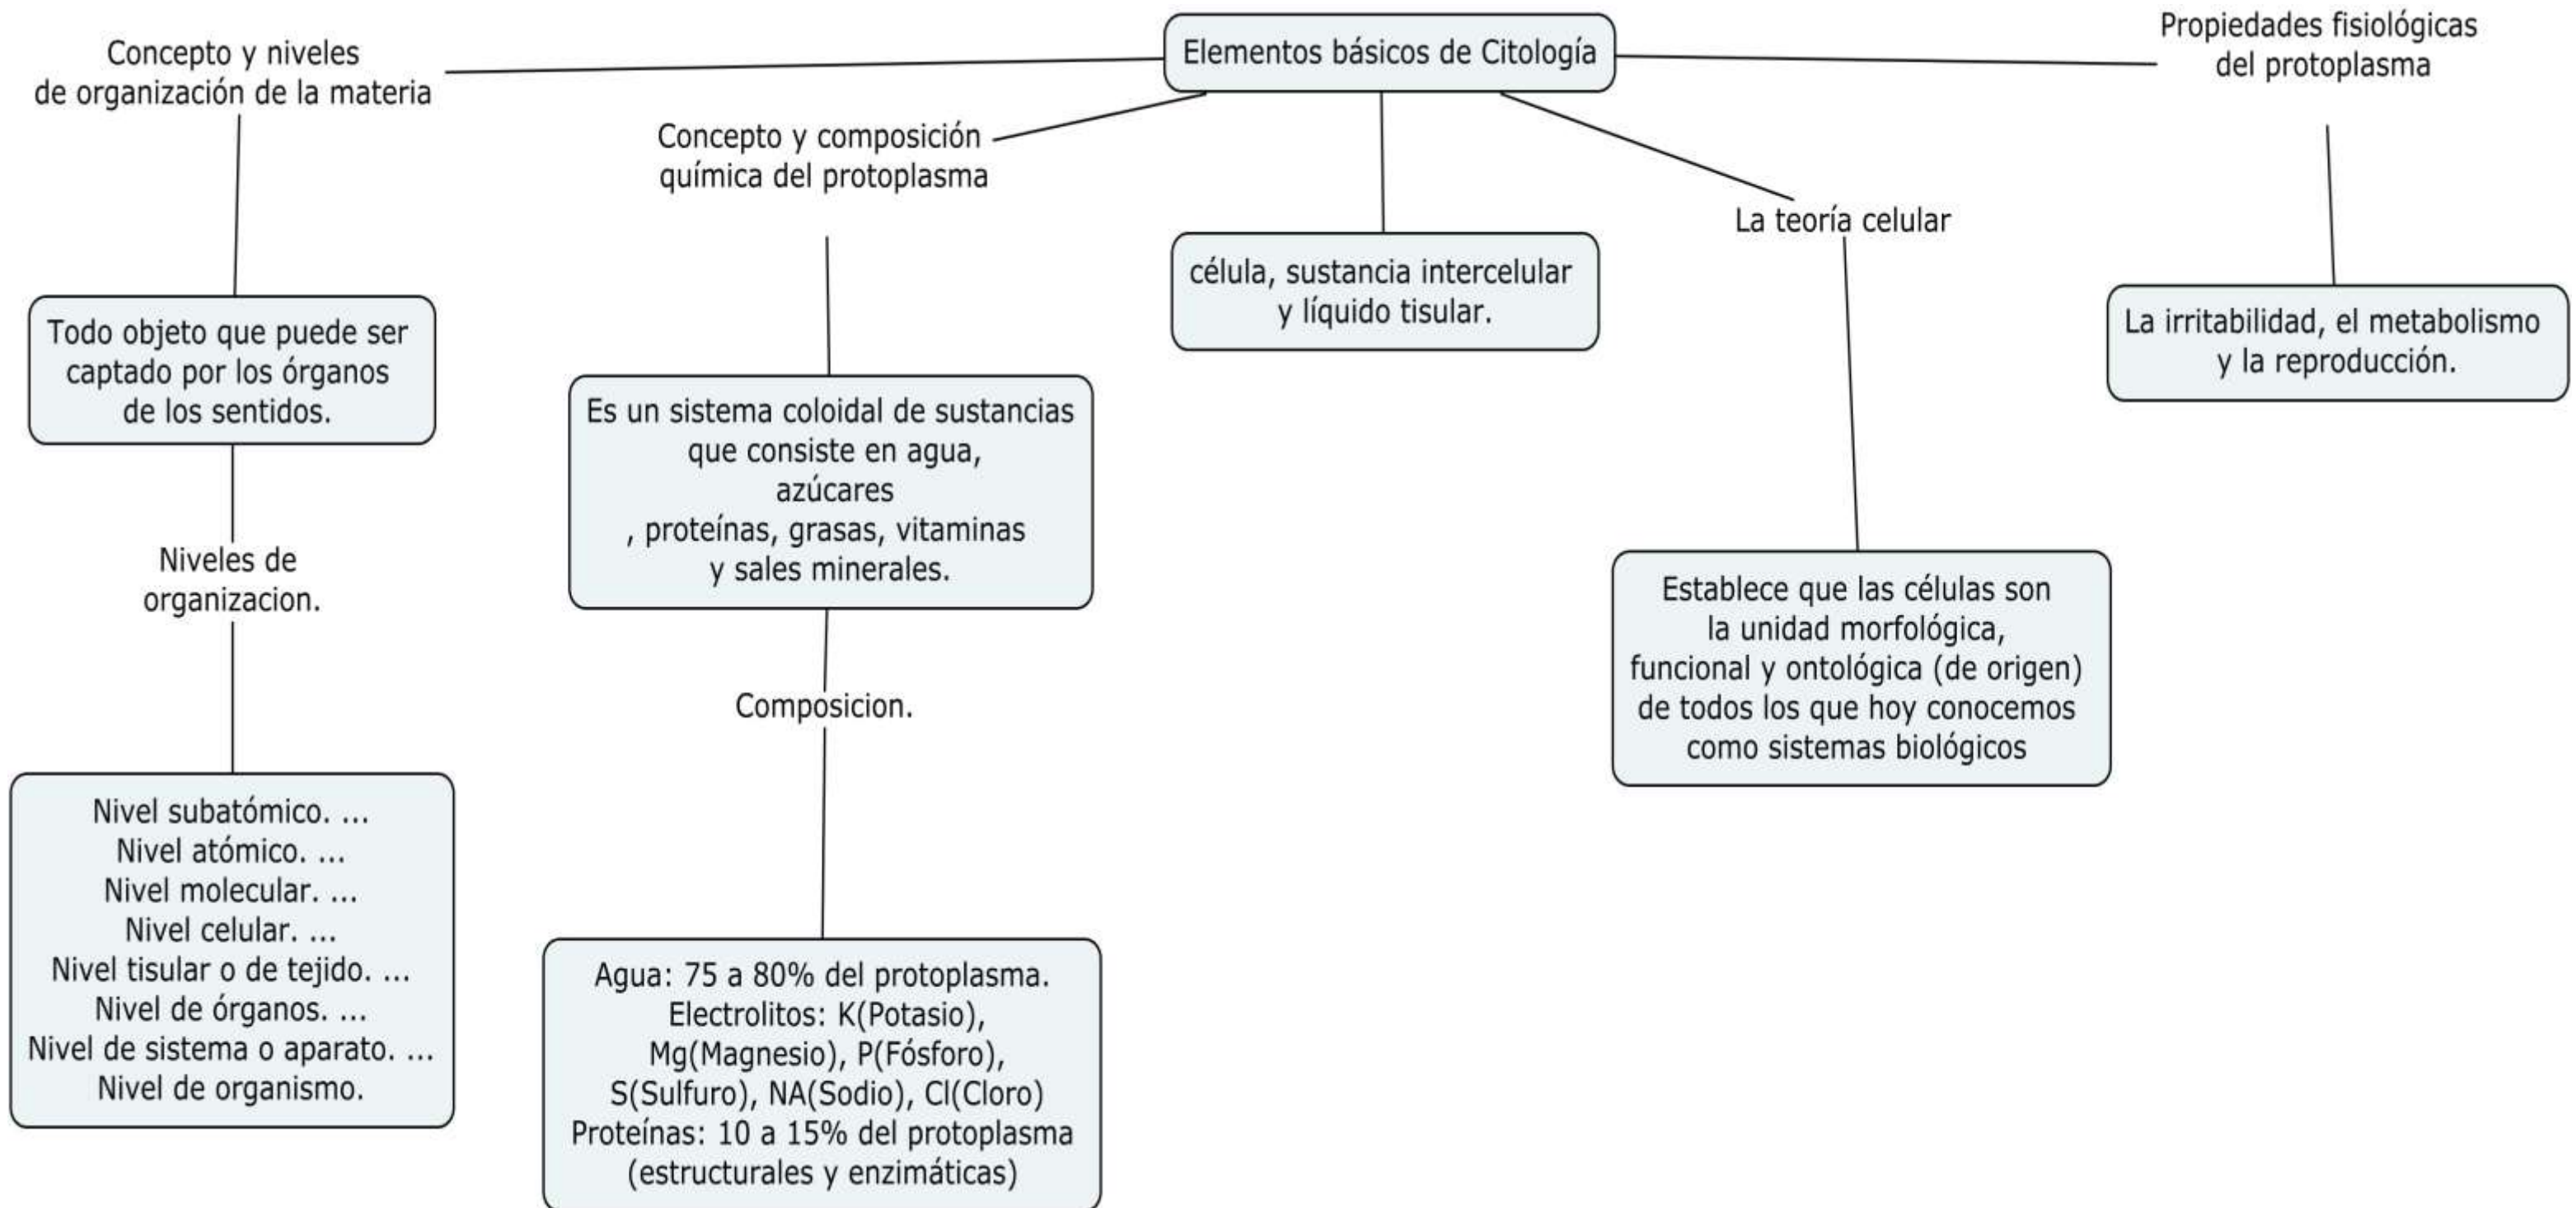 Elementos básicos de Citología
Concepto y niveles
de organización de la materia
Todo objeto que puede ser
captado por los órganos
de los sentidos.
Niveles de
organizacion.
Nivel subatómico. ...
Nivel atómico. ...
Nivel molecular. ...
Nivel celular. ...
Nivel tisular o de tejido. ...
Nivel de órganos. ...
Nivel de sistema o aparato. ...
Nivel de organismo.
Concepto y composición
química del protoplasma
Es un sistema coloidal de sustancias
que consiste en agua,
azúcares
, proteínas, grasas, vitaminas
y sales minerales.
Composicion.
Agua: 75 a 80% del protoplasma.
Electrolitos: K(Potasio),
Mg(Magnesio), P(Fósforo),
S(Sulfuro), NA(Sodio), Cl(Cloro)
Proteínas: 10 a 15% del protoplasma
(estructurales y enzimáticas)
célula, sustancia intercelular
y líquido tisular.
La teoría celular
Establece que las células son
la unidad morfológica,
funcional y ontológica (de origen)
de todos los que hoy conocemos
como sistemas biológicos
Propiedades fisiológicas
del protoplasma
La irritabilidad, el metabolismo
y la reproducción.